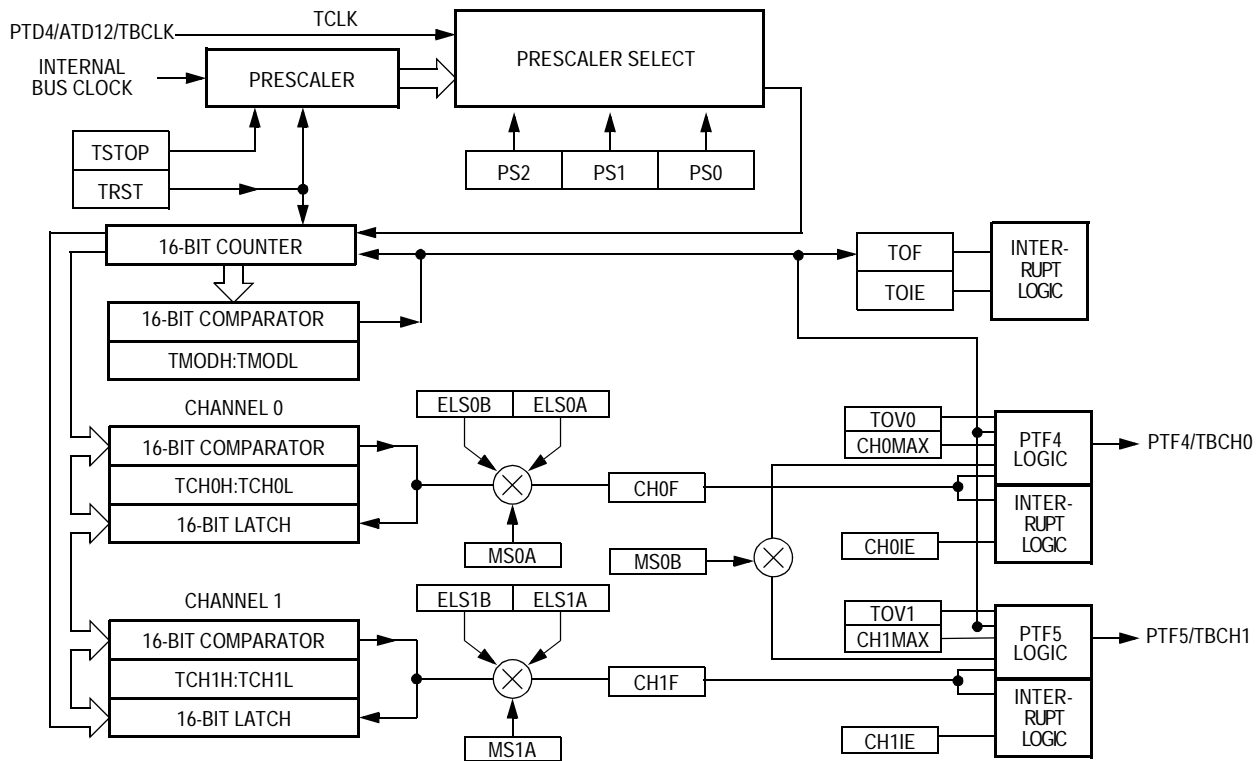 TCLK
PTD4/ATD12/TBCLK
PRESCALER SELECT
INTERNAL
BUS CLOCK
PRESCALER
TSTOP
TRST
PS2
PS1
PS0
16-BIT COUNTER
TOF
TOIE
INTER-
RUPT
LOGIC
16-BIT COMPARATOR
TMODH:TMODL
CHANNEL 0
ELS0B
ELS0A
16-BIT COMPARATOR
TCH0H:TCH0L
16-BIT LATCH
MS0A
CH0F
TOV0
CH0MAX
PTF4
LOGIC
PTF4/TBCH0
INTER-
RUPT
LOGIC
CH0IE
MS0B
CHANNEL 1
ELS1B
ELS1A
16-BIT COMPARATOR
TCH1H:TCH1L
16-BIT LATCH
MS1A
CH1F
TOV1
CH1MAX
PTF5
LOGIC
PTF5/TBCH1
INTER-
RUPT
LOGIC
CH1IE